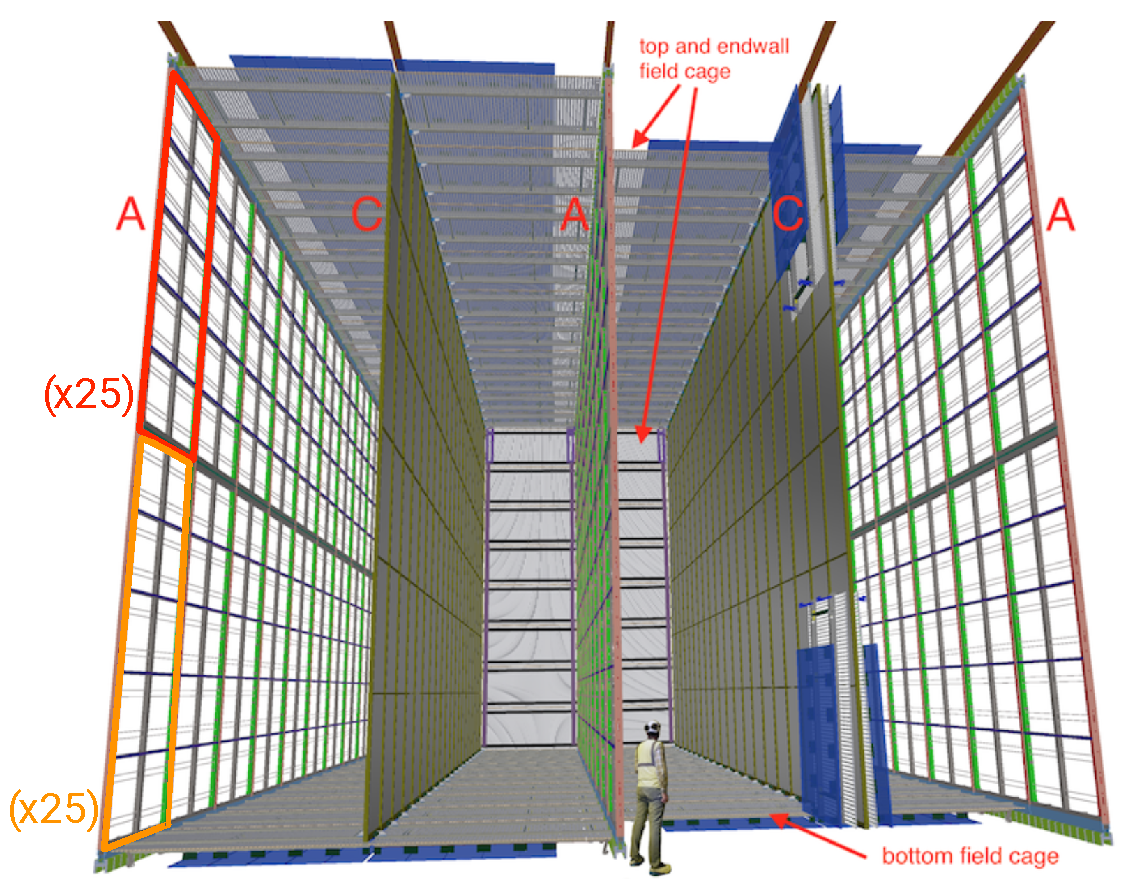 top and endwall
field cage
A
C
A
C
A
(x25)
(x25)
bottom field cage